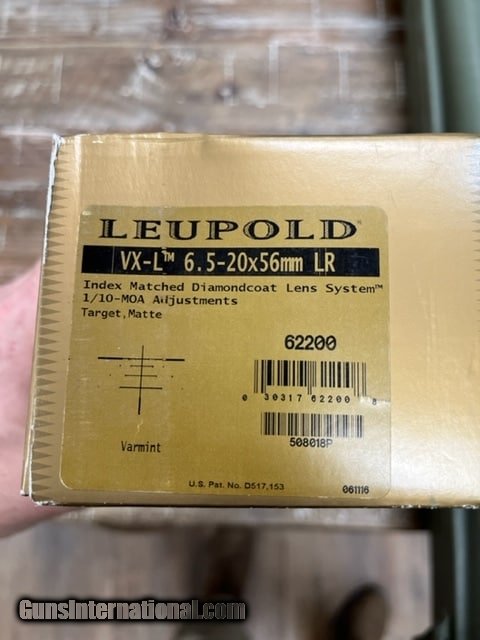 LEUPOLD®
VX-L™ 6.5-20x56mm LR
Index Matched Diamondcoat Lens System™
1/10-MOA Adjustments
Target, Matte
62200
0 30317 62200 8
508018P
Varmint
U.S. Pat. No. D517,153
061116
GunsInternational.com